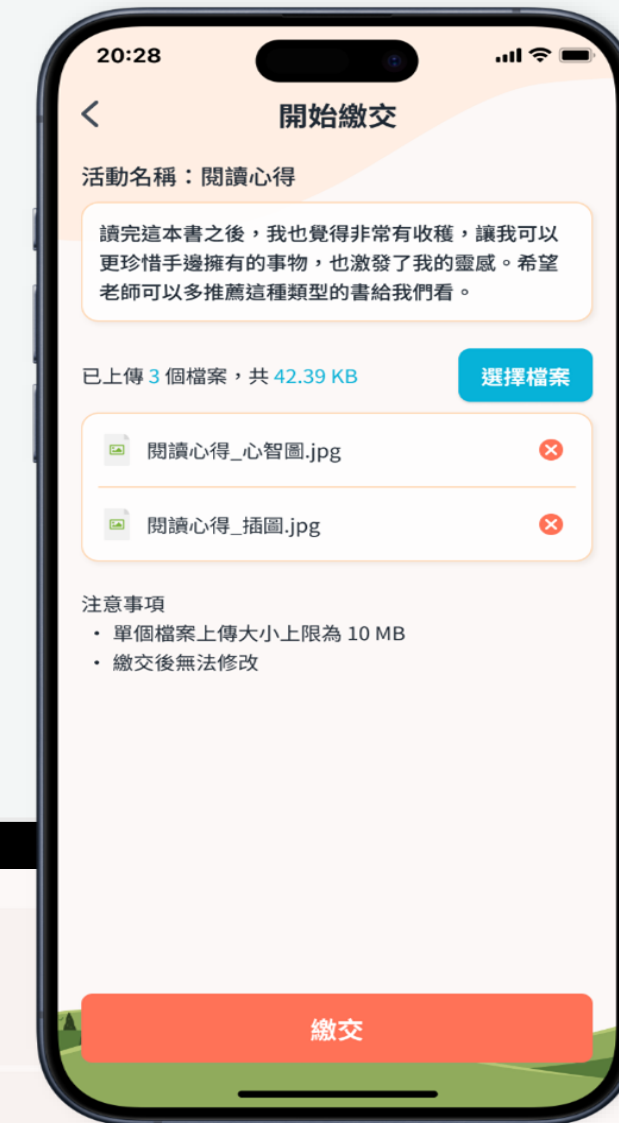 20:28
開始繳交
活動名稱：閱讀心得
讀完這本書之後，我也覺得非常有收穫，讓我可以
更珍惜手邊擁有的事物，也激發了我的靈感。希望
老師可以多推薦這種類型的書給我們看。
已上傳 3 個檔案，共 42.39 KB
選擇檔案
閱讀心得_心智圖.jpg
閱讀心得_插圖.jpg
注意事項
・ 單個檔案上傳大小上限為 10 MB
・ 繳交後無法修改
繳交